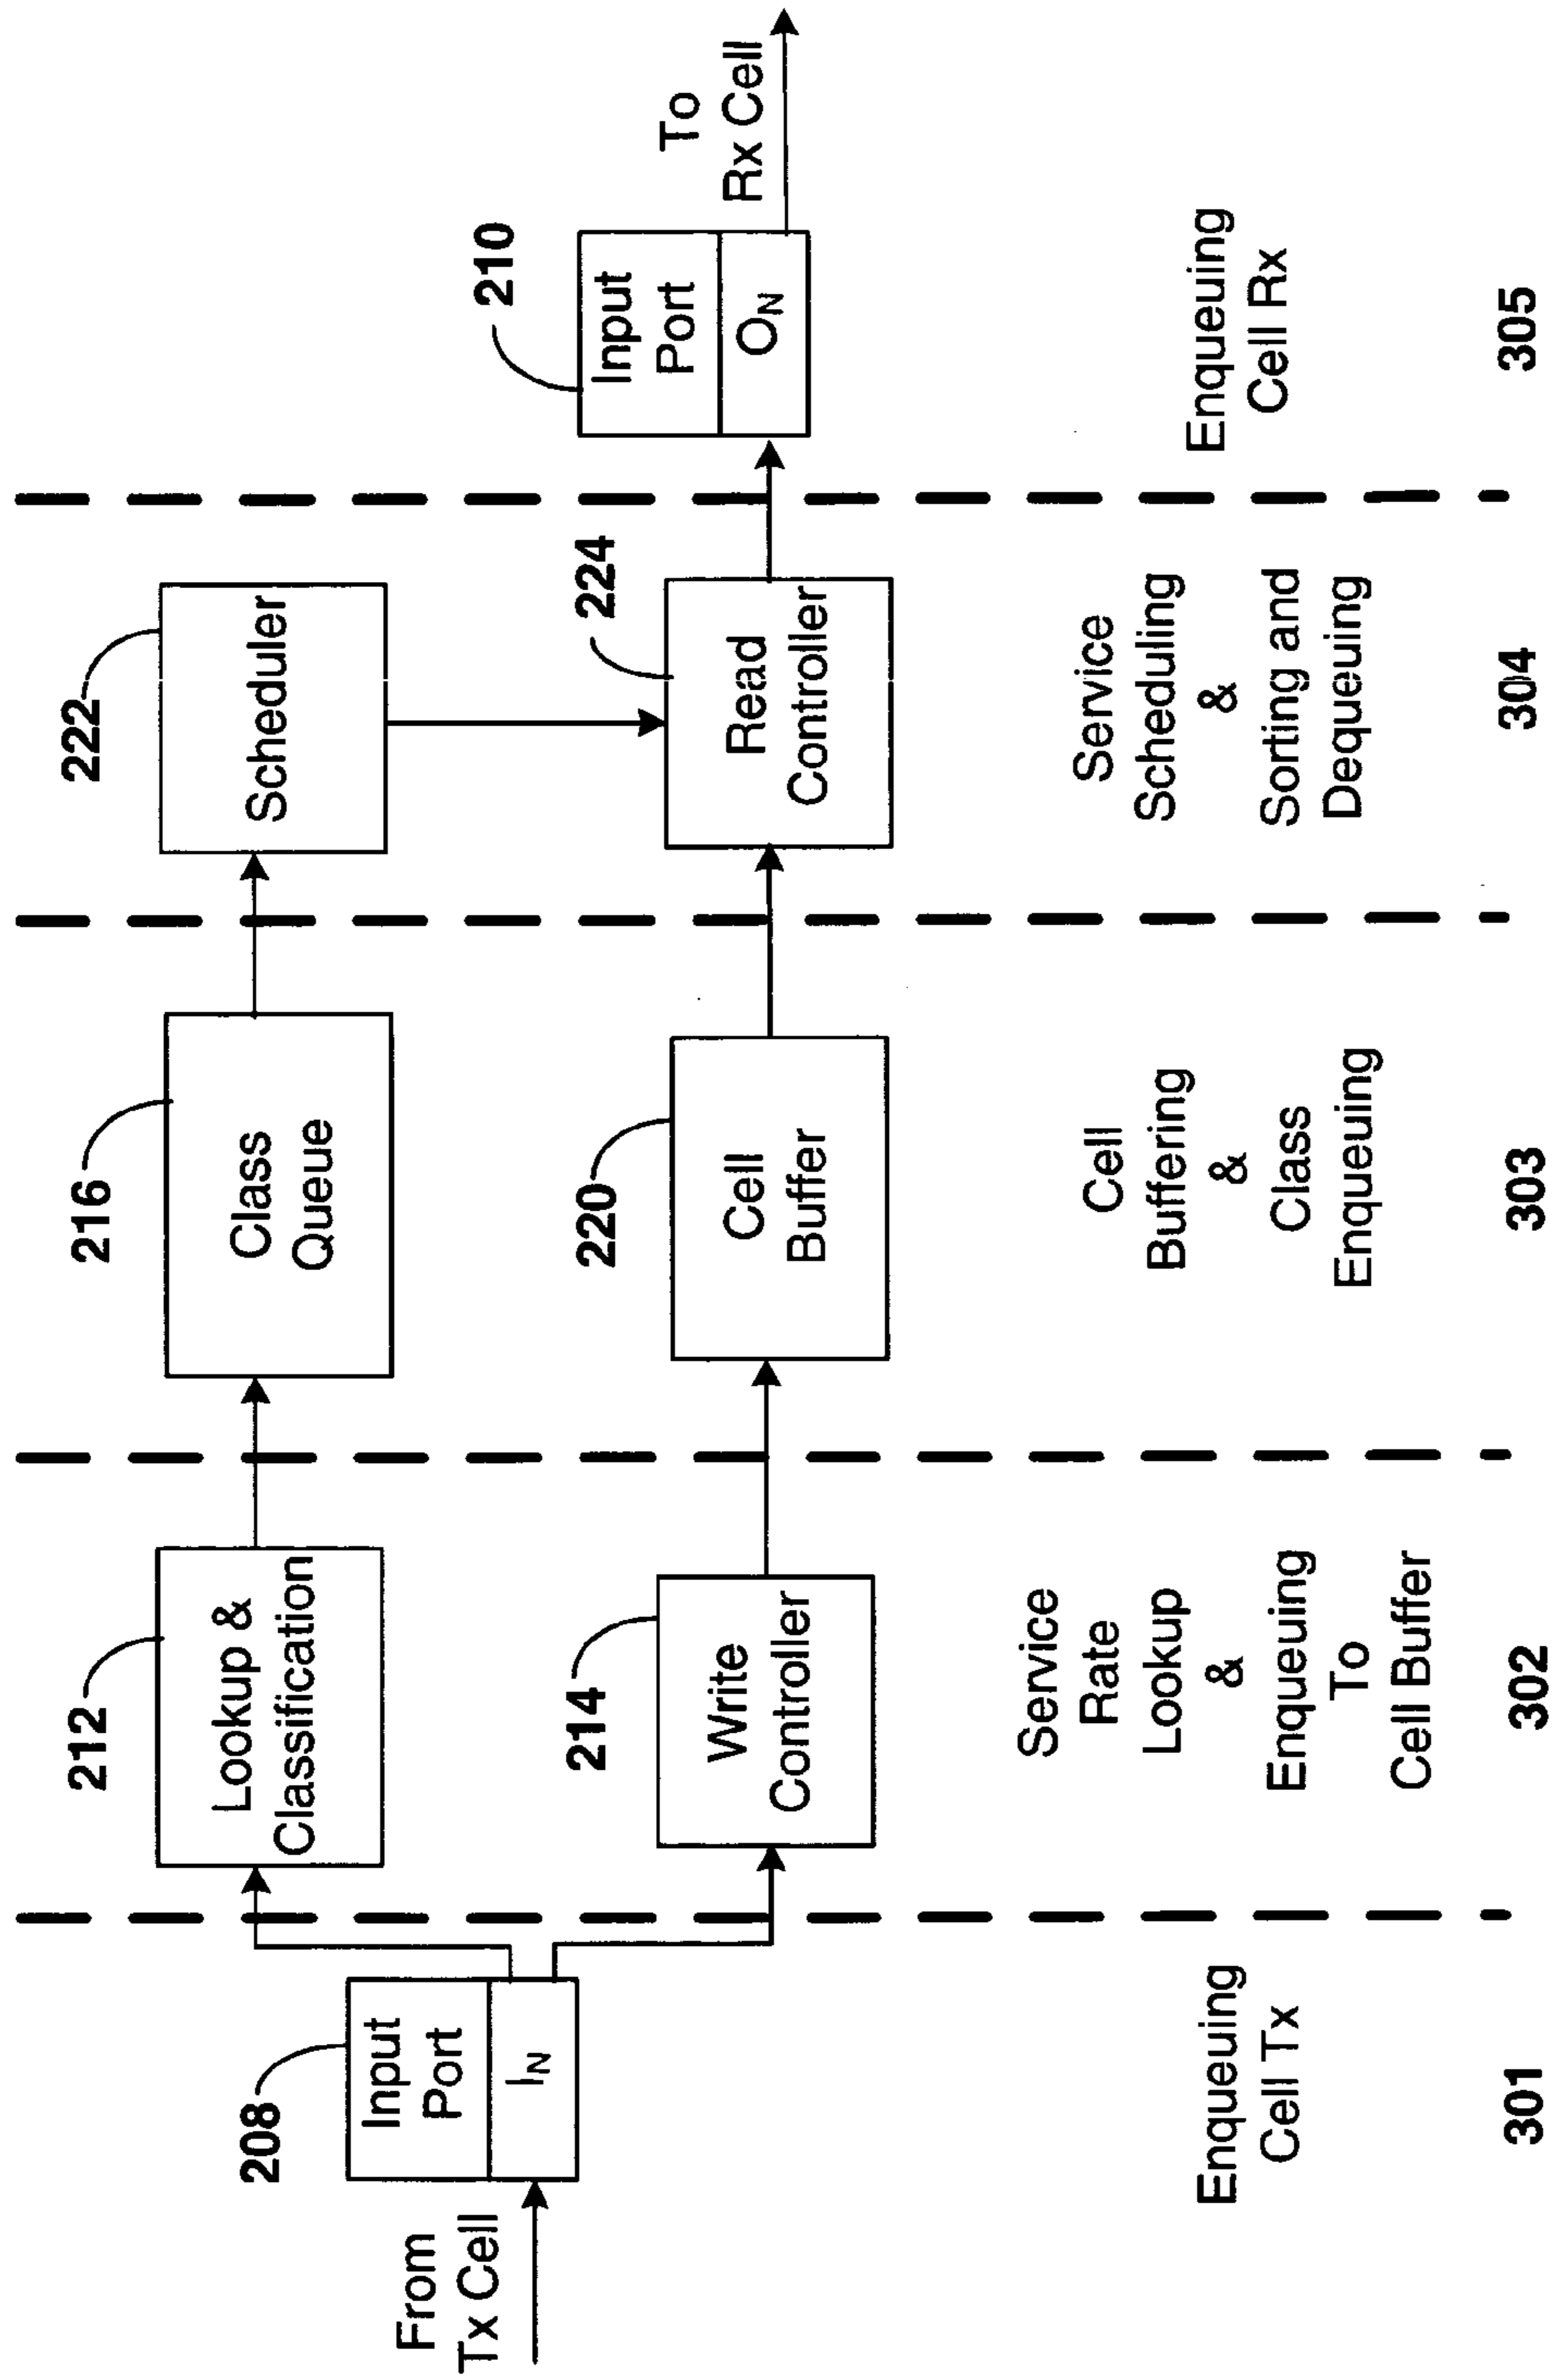 From
Tx Cell
208
Input
Port
IN
212
Lookup &
Classification
214
Write
Controller
216
Class
Queue
220
Cell
Buffer
222
Scheduler
224
Read
Controller
210
Input
Port
ON
To
Rx Cell
Enqueuing
Cell Tx
301
Service
Rate
Lookup
&
Enqueuing
To
Cell Buffer
302
Cell
Buffering
&
Class
Enqueuing
303
Service
Scheduling
&
Sorting and
Dequeuing
304
Enqueuing
Cell Rx
305